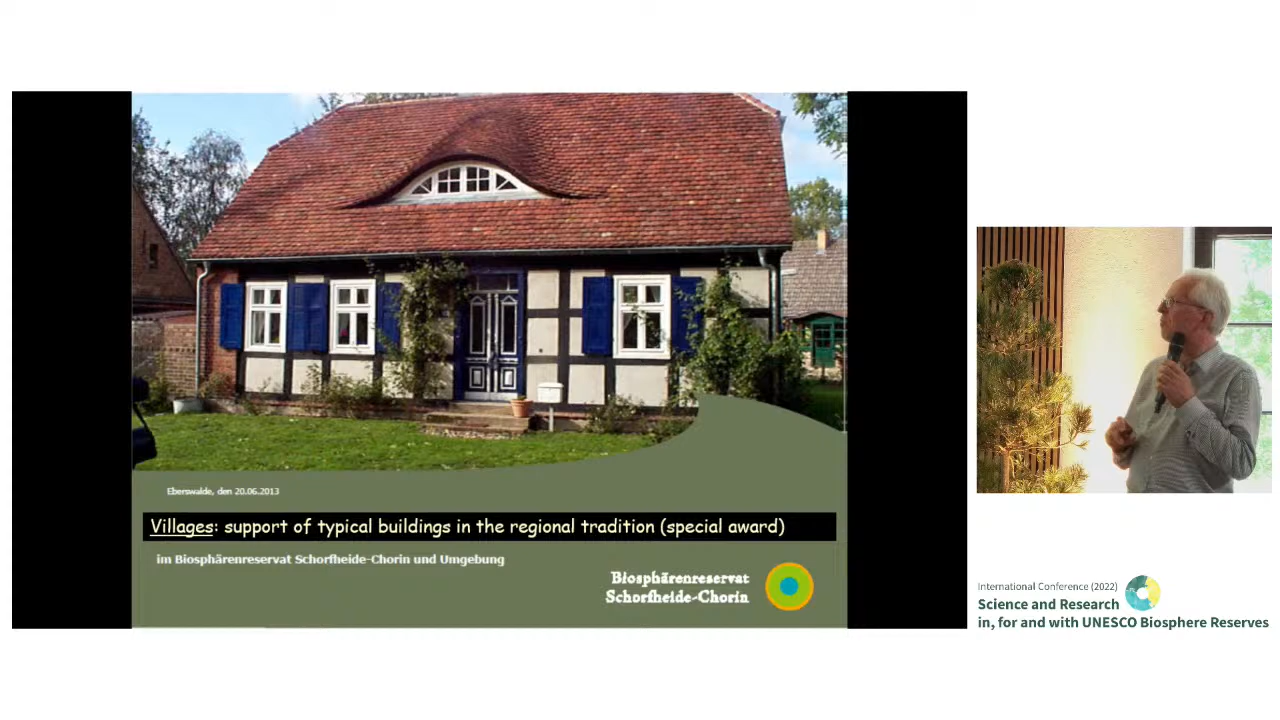 Eberswalde, den 20.06.2013
Villages: support of typical buildings in the regional tradition (special award)
im Biosphärenreservat Schorfheide-Chorin und Umgebung
Biosphärenreservat
Schorfheide-Chorin
International Conference (2022)
Science and Research
in, for and with UNESCO Biosphere Reserves